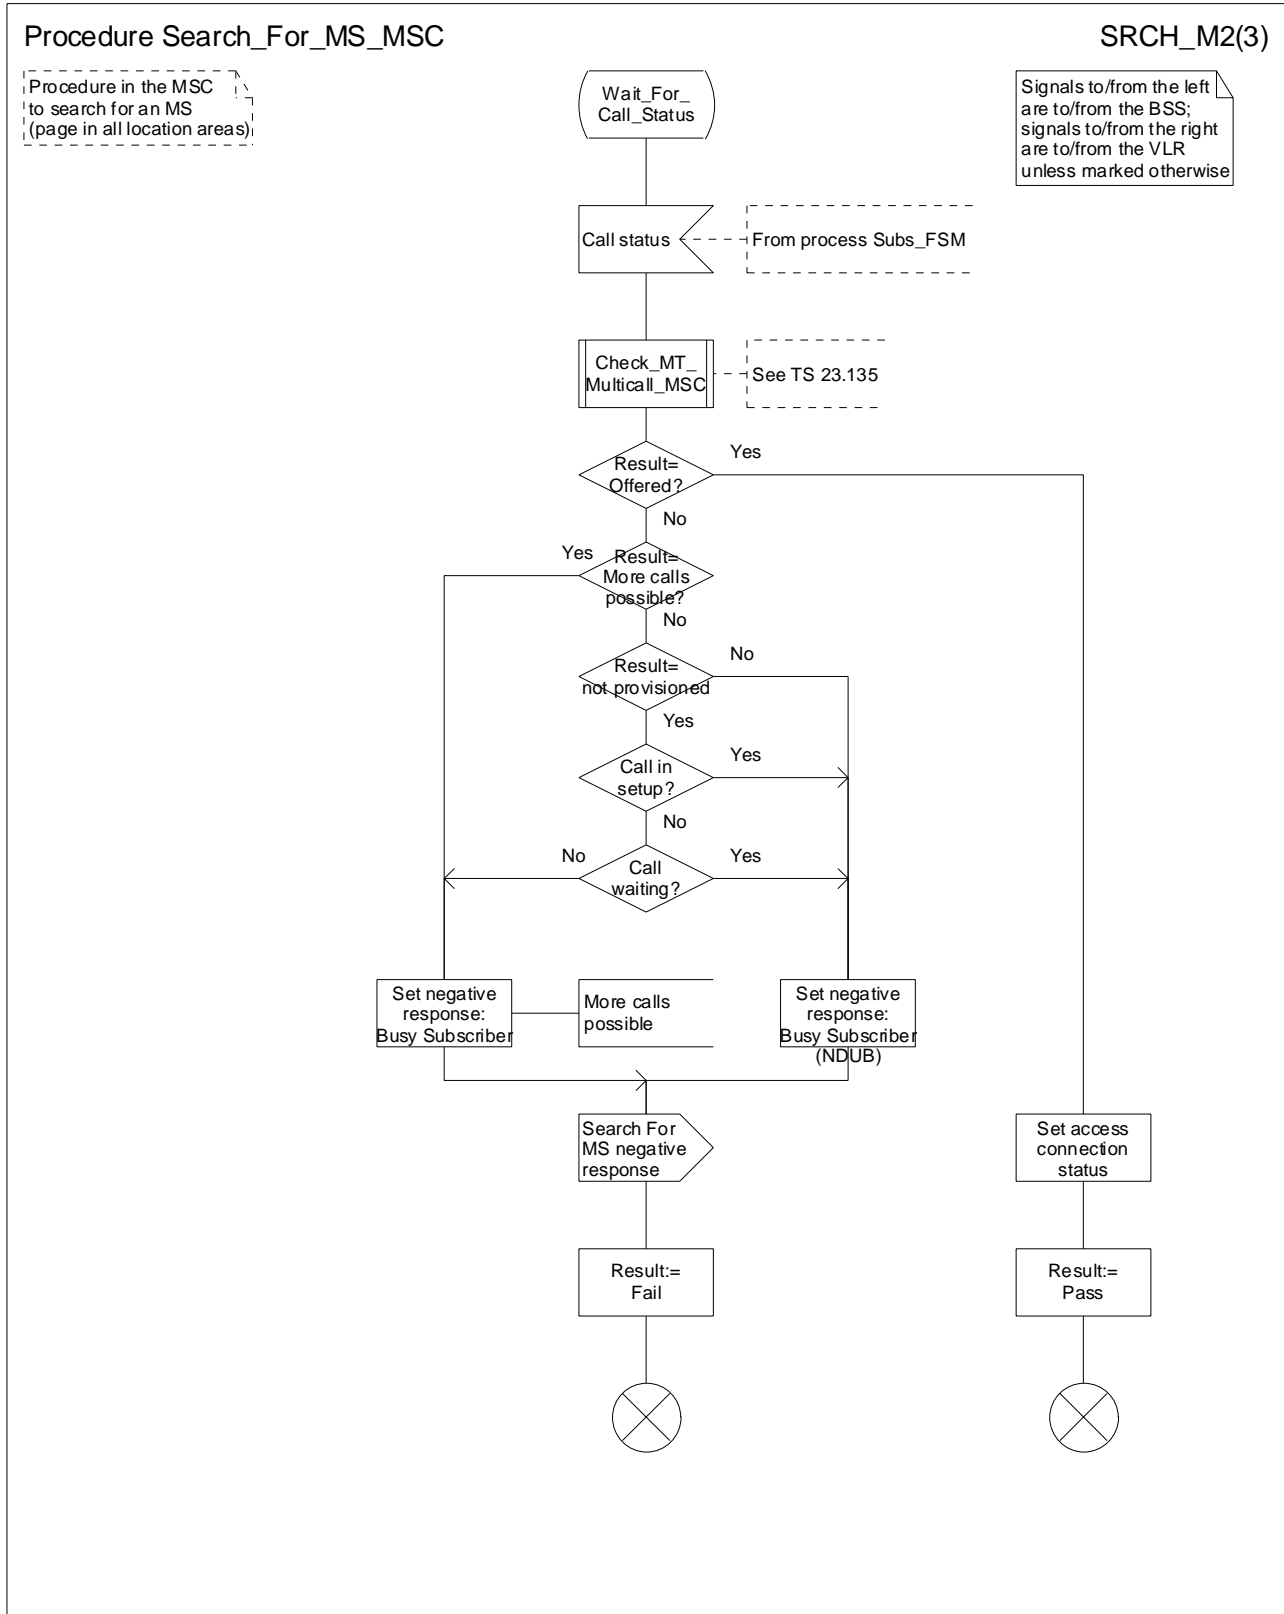 Procedure Search_For_MS_MSC
SRCH_M2(3)
Procedure in the MSC
to search for an MS
(page in all location areas)
Wait_For_
Call_Status
Signals to/from the left
are to/from the BSS;
signals to/from the right
are to/from the VLR
unless marked otherwise
Call status
From process Subs_FSM
Check_MT_
Multicall_MSC
See TS 23.135
Result=
Offered?
Yes
No
Yes
Result=
More calls
possible?
No
Result=
not provisioned
No
Yes
Call in
setup?
Yes
No
No
Call
waiting?
Yes
Set negative
response:
Busy Subscriber
More calls
possible
Set negative
response:
Busy Subscriber
(NDUB)
Search For
MS negative
response
Set access
connection
status
Result:=
Fail
Result:=
Pass